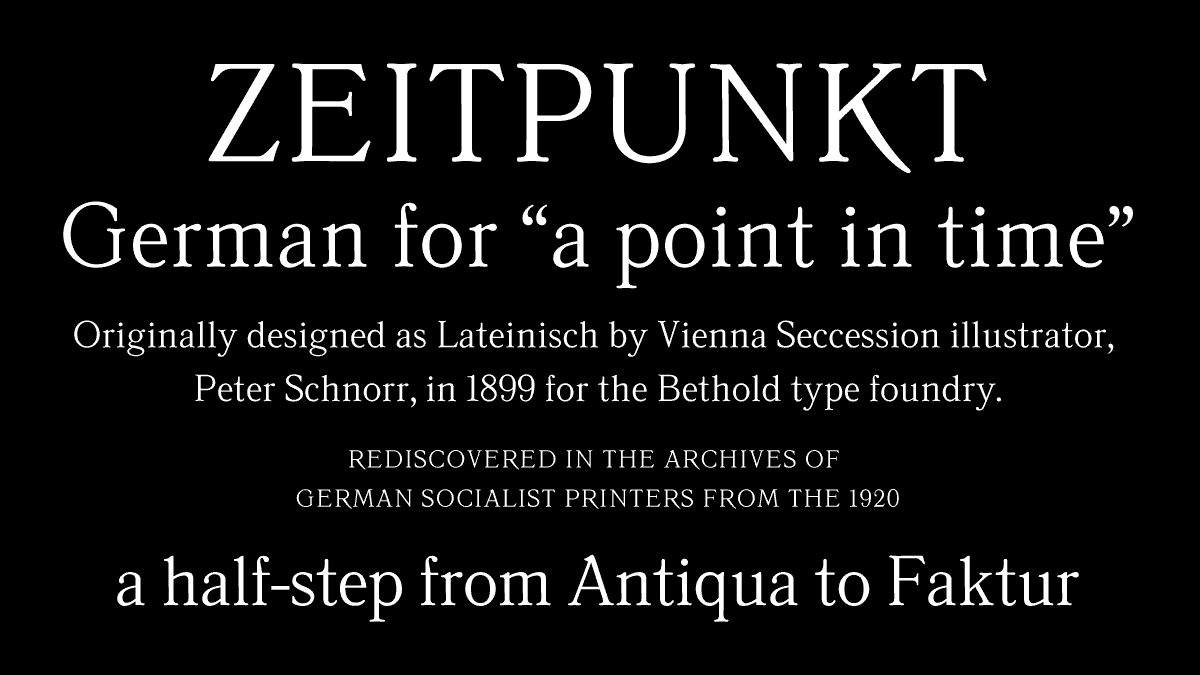 ZEITPUNKT
German for “a point in time”
Originally designed as Lateinisch by Vienna Seccession illustrator,
Peter Schnorr, in 1899 for the Bethold type foundry.
REDISCOVERED IN THE ARCHIVES OF
GERMAN SOCIALIST PRINTERS FROM THE 1920
a half-step from Antiqua to Faktur